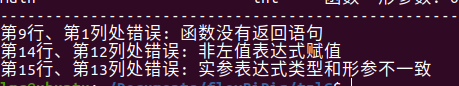 --------------------------------------------------------
第9行、第1列处错误: 函数没有返回语句
第14行、第12列处错误: 非左值表达式赋值
第15行、第13列处错误: 实参表达式类型和形参不一致